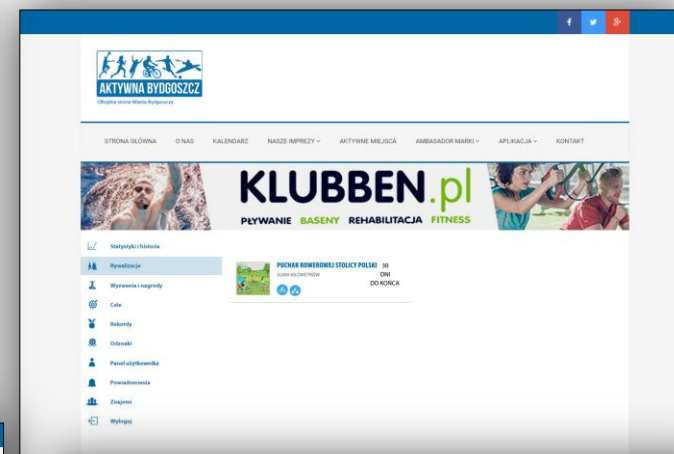 f
g+
AKTYWNA BYDGOSZCZ
Oficjalna strona Miasta Bydgoszczy
STRONA GŁÓWNA O NAS KALENDARZ NASZE IMPREZY AKTYWNE MIEJSCA AMBASADOR MARKI APLIKACJA KONTAKT
KLUBBEN.pl
PŁYWANIE BASENY REHABILITACJA FITNESS
Statystyki i historia
Rywalizacje
Wyzwania i nagrody
Cele
Rekordy
Odznaki
Panel użytkownika
Powiadomienia
Znajomi
Wyloguj
PUCHAR ROWEROWEJ STOLICY POLSKI 30
SUMA KILOMETRÓW DNI
DO KOŃCA